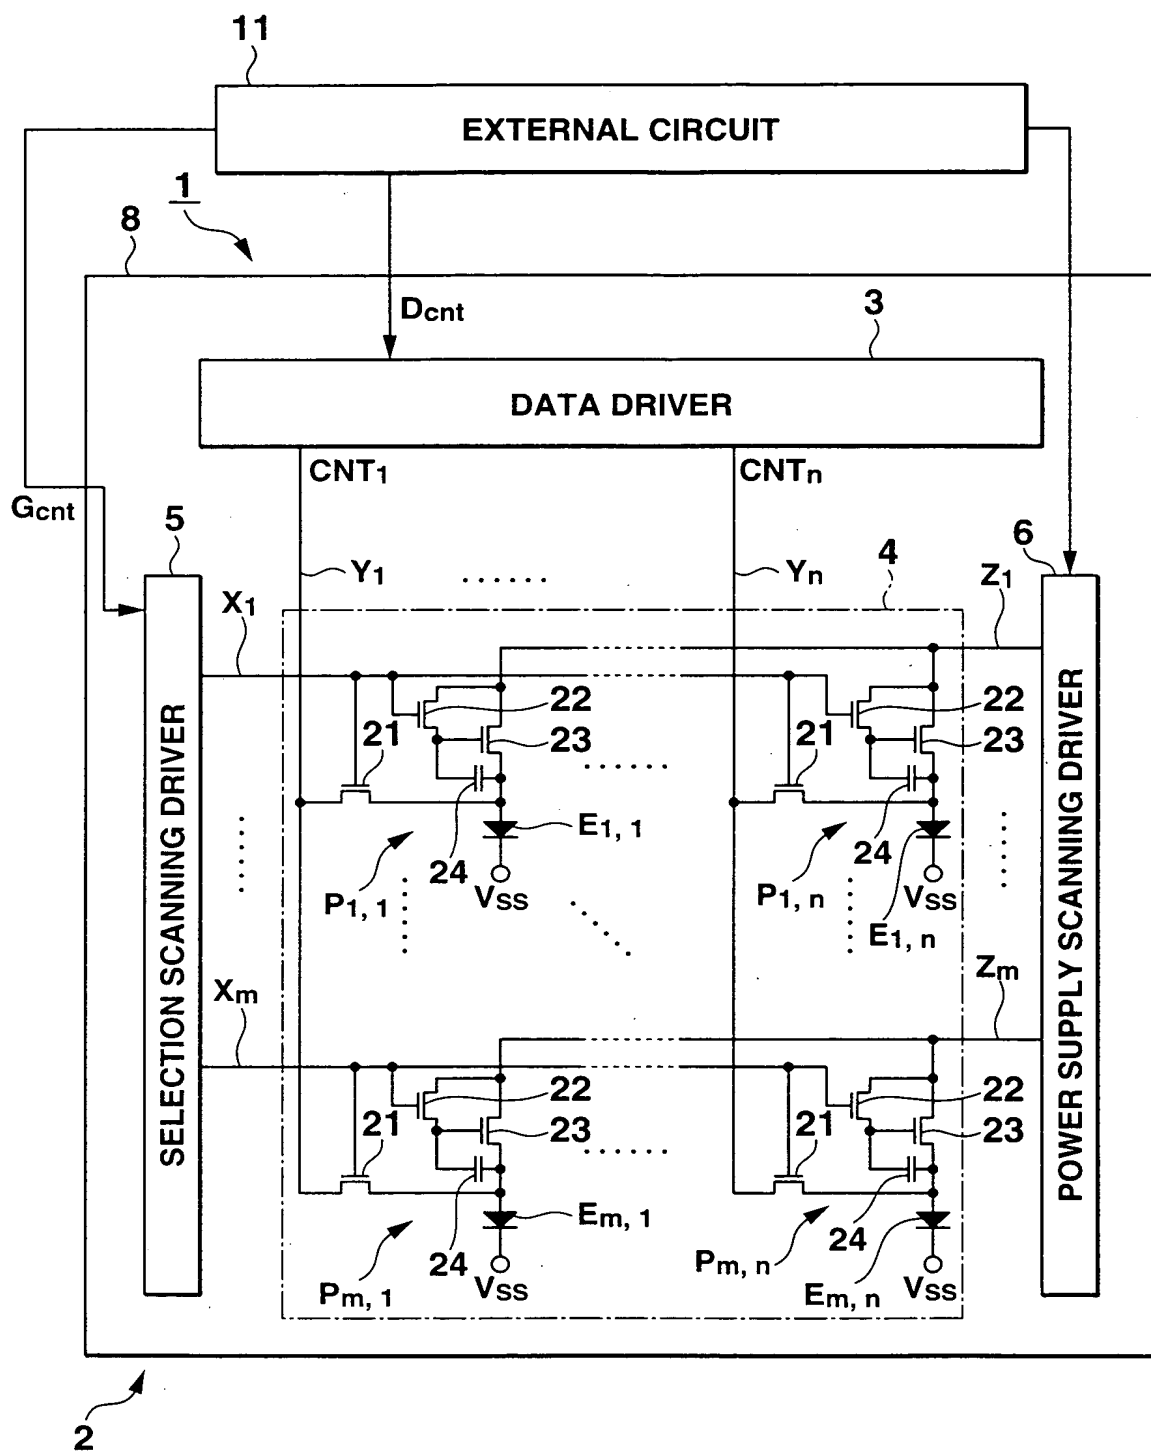 11
EXTERNAL CIRCUIT
1
8
Dcnt
3
DATA DRIVER
CNT1
CNTn
Gcnt
5
6
Y1
......
Yn
4
Z1
X1
SELECTION SCANNING DRIVER
POWER SUPPLY SCANNING DRIVER
22
22
21
23
21
23
......
E1, 1
24
24
P1, 1
VSS
P1, n
VSS
E1, n
Xm
Zm
22
22
21
23
21
23
......
Em, 1
24
24
Pm, 1
VSS
Pm, n
VSS
Em, n
2